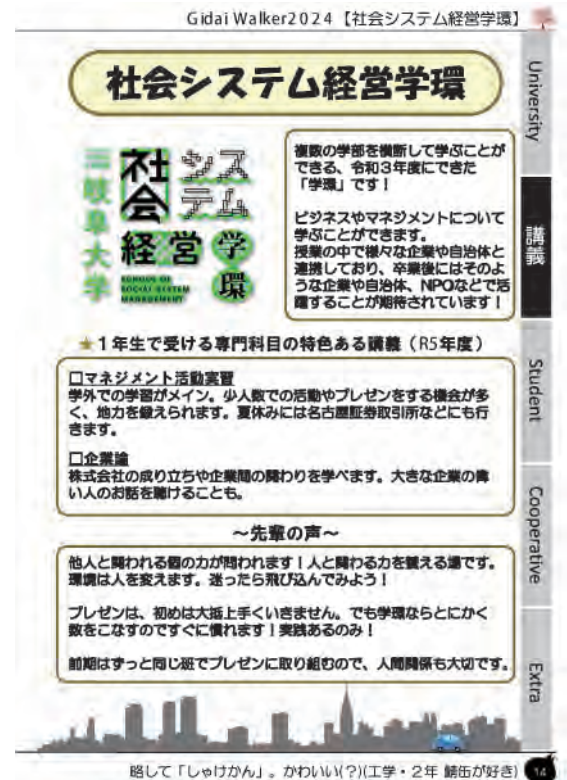 Gidai Walker2024【社会システム経営学環】
社会システム経営学環
岐阜大学
社会システム
経営学環
SCHOOL OF
SOCIAL SYSTEM
MANAGEMENT
複数の学部を横断して学ぶことが
できる、令和3年度にできた
「学環」です!
ビジネスやマネジメントについて
学ぶことができます。
授業の中で様々な企業や自治体と
連携しており、卒業後にはそのよ
うな企業や自治体、NPOなどで活
躍することが期待されています!
★1年生で受ける専門科目の特色ある講義(R5年度)
□マネジメント活動実習
学外での学習がメイン。少人数での活動やプレゼンをする機会が多
く、地力を鍛えられます。夏休みには名古屋証券取引所などにも行
きます。
□企業論
株式会社の成り立ちや企業間の関わりを学べます。大きな企業の偉
い人のお話を聴けることも。
~先輩の声~
他人と関われる個の力が問われます!人と関わる力を鍛える場です。
環境は人を変えます。迷ったら飛び込んでみよう!
プレゼンは、初めは大抵上手くいきません。でも学環ならとにかく
数をこなすのですぐに慣れます!実践あるのみ!
前期はずっと同じ班でプレゼンに取り組むので、人間関係も大切です。
University
講義
Student
Cooperative
Extra
略して「しゃけかん」。かわいい(?)(工学・2年 鯖缶が好き)
14